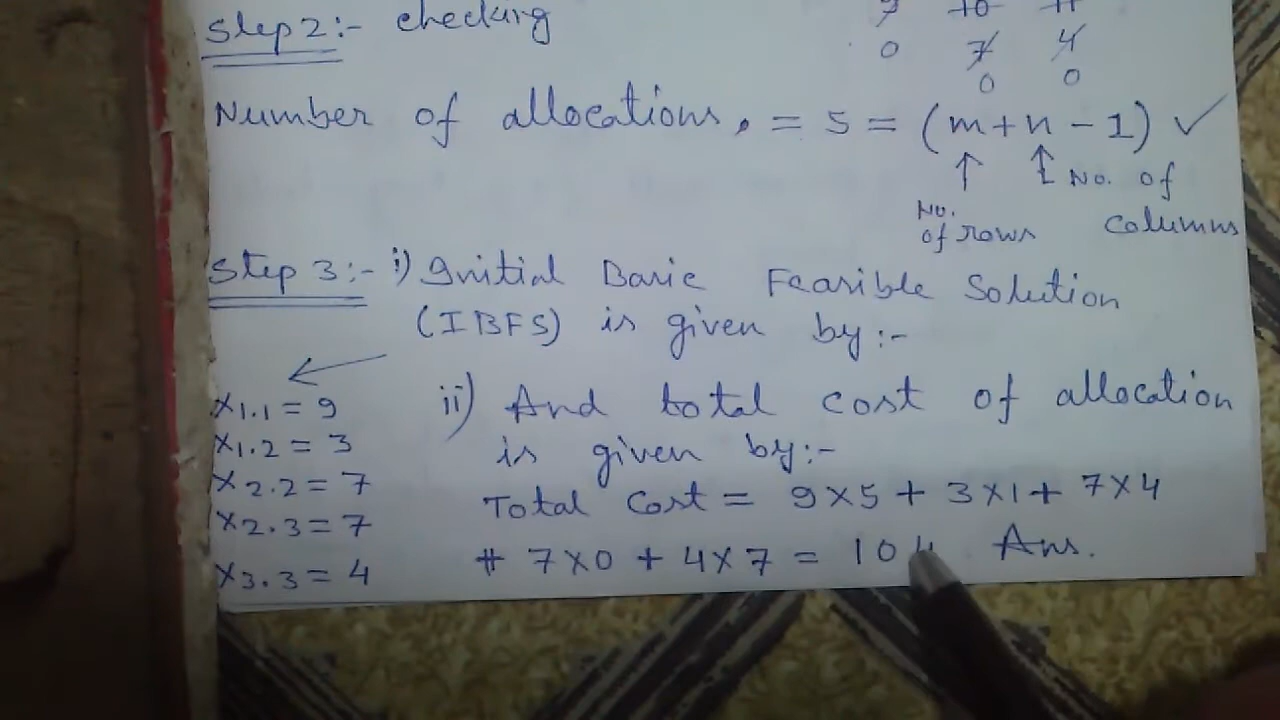 Step 2:- checking
9 10 11
0 7 4
0 0
Number of allocations, = 5 = (m+n-1) ✓
↑ ↑ No. of
No. of rows columns
Step 3:- i) Initial Basic Feasible Solution
(IBFS) is given by:-
x1.1 = 9
x1.2 = 3
x2.2 = 7
x2.3 = 7
x3.3 = 4
ii) And total cost of allocation
is given by:-
Total Cost = 9×5 + 3×1 + 7×4
+ 7×0 + 4×7 = 104 Ans.